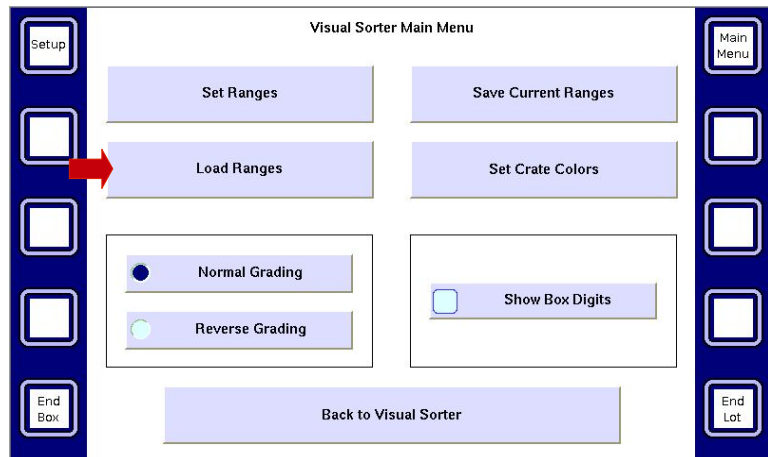 Visual Sorter Main Menu
Setup
Main
Menu
Set Ranges
Save Current Ranges
Load Ranges
Set Crate Colors
Normal Grading
Reverse Grading
Show Box Digits
End
Box
Back to Visual Sorter
End
Lot